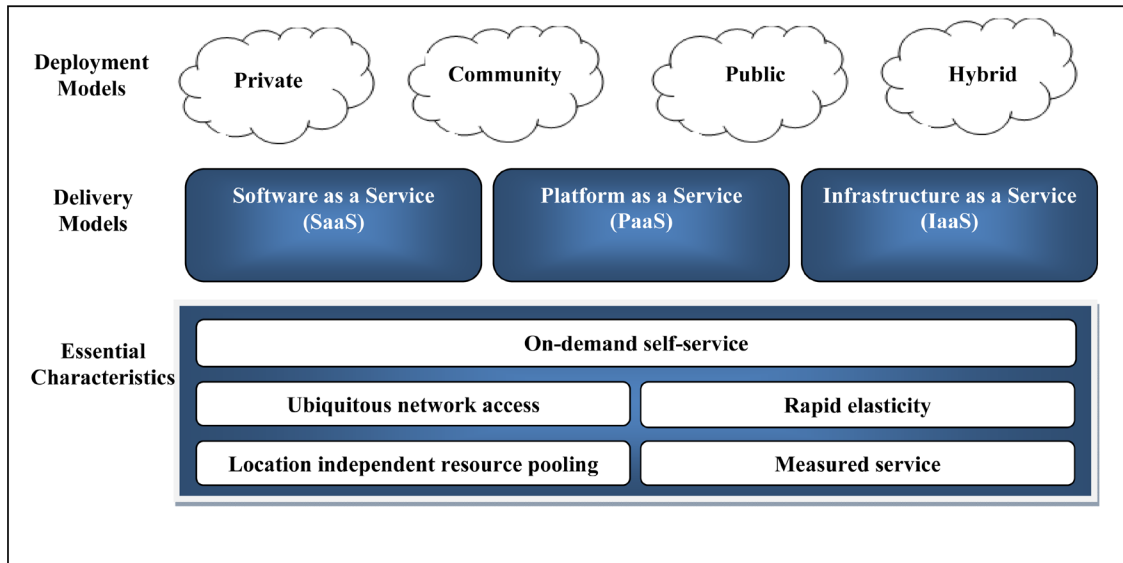 Deployment
Models
Private
Community
Public
Hybrid
Delivery
Models
Software as a Service
(SaaS)
Platform as a Service
(PaaS)
Infrastructure as a Service
(IaaS)
Essential
Characteristics
On-demand self-service
Ubiquitous network access
Rapid elasticity
Location independent resource pooling
Measured service